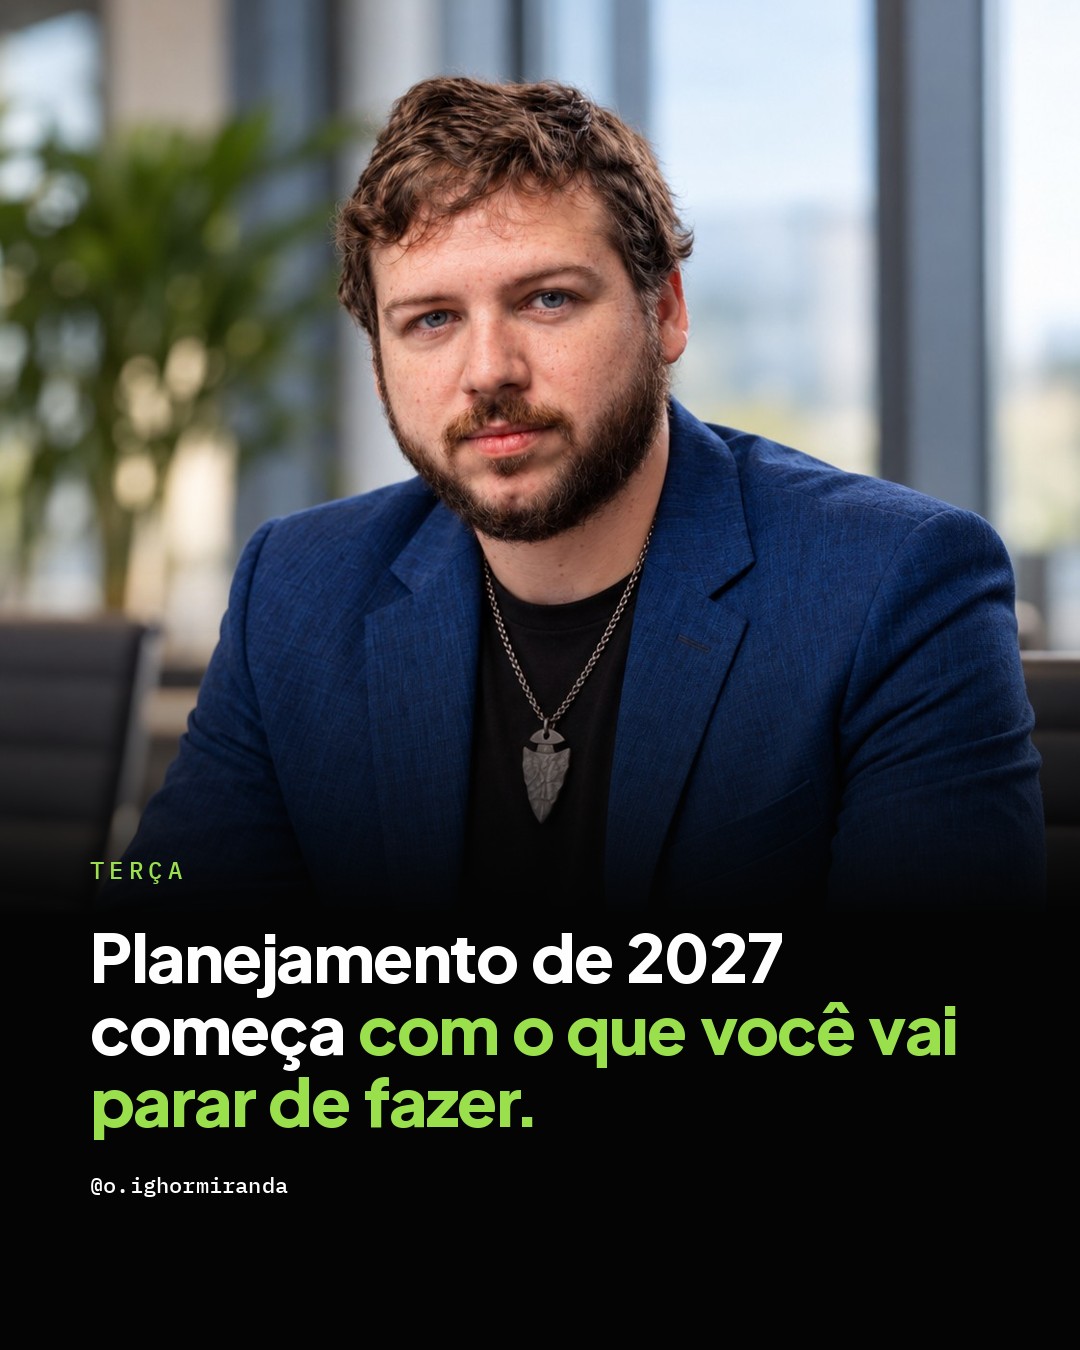 TERÇA
Planejamento de 2027
começa com o que você vai
parar de fazer.
@o.ighormiranda